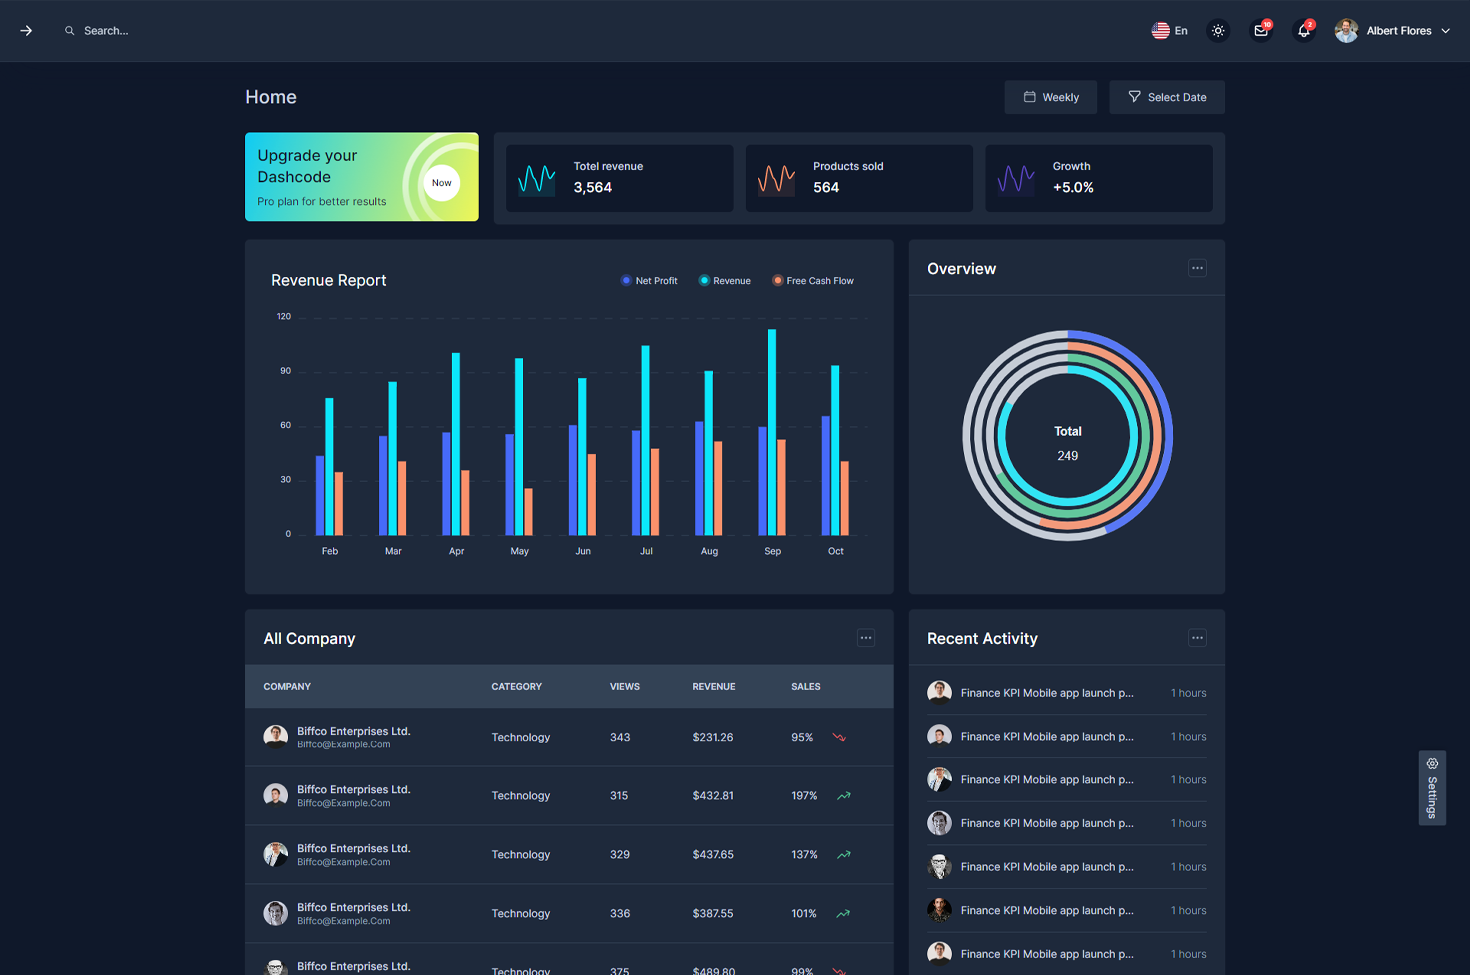 Search...
En
10
2
Albert Flores
Home
Weekly
Select Date
Upgrade your
Dashcode
Pro plan for better results
Now
Totel revenue
3,564
Products sold
564
Growth
+5.0%
Revenue Report
Net Profit
Revenue
Free Cash Flow
120
90
60
30
0
Feb
Mar
Apr
May
Jun
Jul
Aug
Sep
Oct
Overview
Total
249
All Company
COMPANY CATEGORY VIEWS REVENUE SALES
Biffco Enterprises Ltd.
Biffco@Example.Com
Technology 343 $231.26 95%
Biffco Enterprises Ltd.
Biffco@Example.Com
Technology 315 $432.81 197%
Biffco Enterprises Ltd.
Biffco@Example.Com
Technology 329 $437.65 137%
Biffco Enterprises Ltd.
Biffco@Example.Com
Technology 336 $387.55 101%
Biffco Enterprises Ltd.
Technology 375 $489.80 99%
Recent Activity
Finance KPI Mobile app launch p... 1 hours
Finance KPI Mobile app launch p... 1 hours
Finance KPI Mobile app launch p... 1 hours
Finance KPI Mobile app launch p... 1 hours
Finance KPI Mobile app launch p... 1 hours
Finance KPI Mobile app launch p... 1 hours
Finance KPI Mobile app launch p... 1 hours
Settings